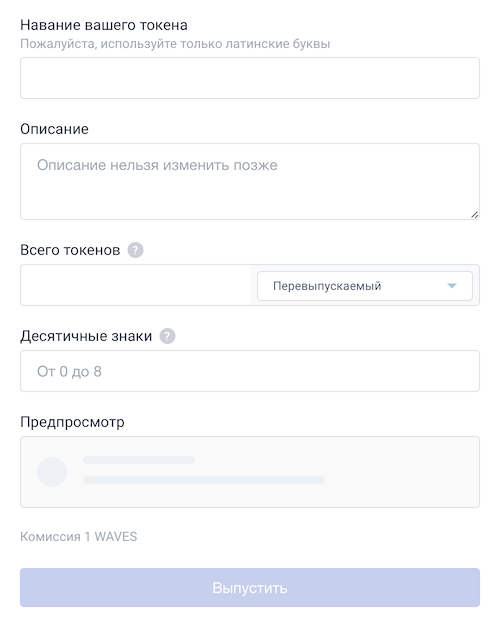 Навание вашего токена
Пожалуйста, используйте только латинские буквы
Описание
Описание нельзя изменить позже
Всего токенов ?
Перевыпускаемый
Десятичные знаки ?
От 0 до 8
Предпросмотр
Комиссия 1 WAVES
Выпустить